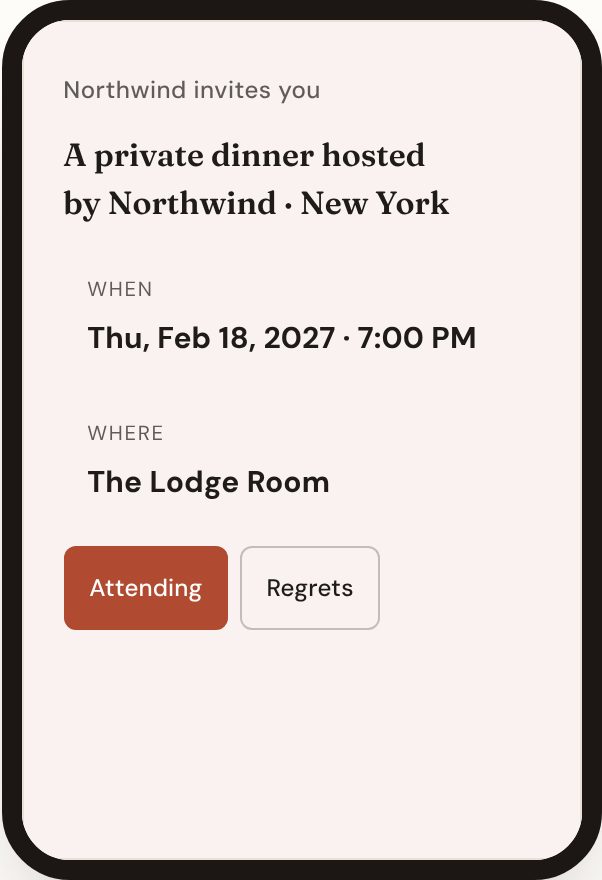 Northwind invites you
A private dinner hosted
by Northwind · New York
WHEN
Thu, Feb 18, 2027 · 7:00 PM
WHERE
The Lodge Room
Attending
Regrets